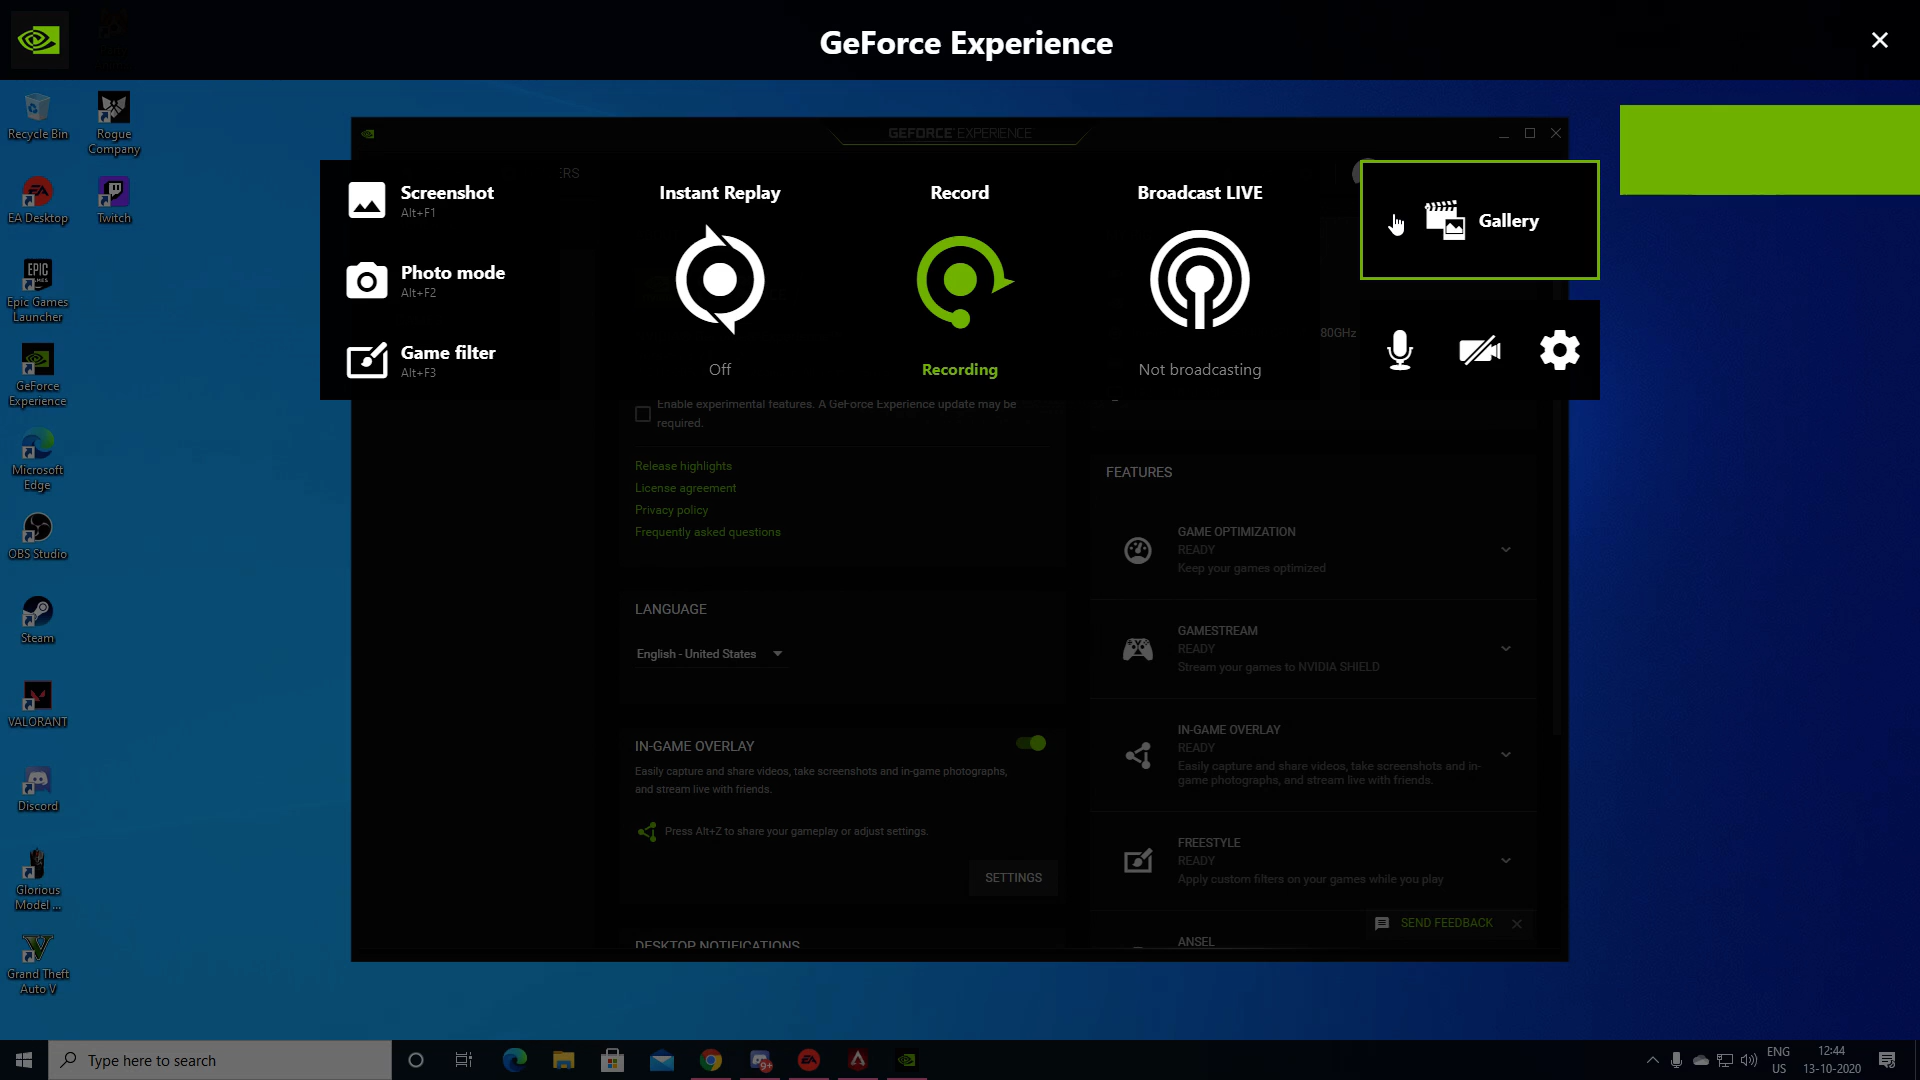 GeForce Experience
Recycle Bin
Rogue
Company
EA Desktop
Twitch
EPIC
GAMES
Epic Games
Launcher
GeForce
Experience
Microsoft
Edge
OBS Studio
Steam
VALORANT
Discord
Glorious
Model ...
Grand Theft
Auto V
GEFORCE EXPERIENCE
ERS
Screenshot
Alt+F1
Photo mode
Alt+F2
Game filter
Alt+F3
Instant Replay
Off
Record
Recording
Broadcast LIVE
Not broadcasting
Gallery
80GHz
Enable experimental features. A GeForce Experience update may be
required.
Release highlights
License agreement
Privacy policy
Frequently asked questions
LANGUAGE
English - United States
IN-GAME OVERLAY
Easily capture and share videos, take screenshots and in-game photographs,
and stream live with friends.
Press Alt+Z to share your gameplay or adjust settings.
SETTINGS
DESKTOP NOTIFICATIONS
FEATURES
GAME OPTIMIZATION
READY
Keep your games optimized
GAMESTREAM
READY
Stream your games to NVIDIA SHIELD
IN-GAME OVERLAY
READY
Easily capture and share videos, take screenshots and in-
game photographs, and stream live with friends.
FREESTYLE
READY
Apply custom filters on your games while you play
SEND FEEDBACK
ANSEL
Type here to search
9+
EA
ENG
US
12:44
13-10-2020